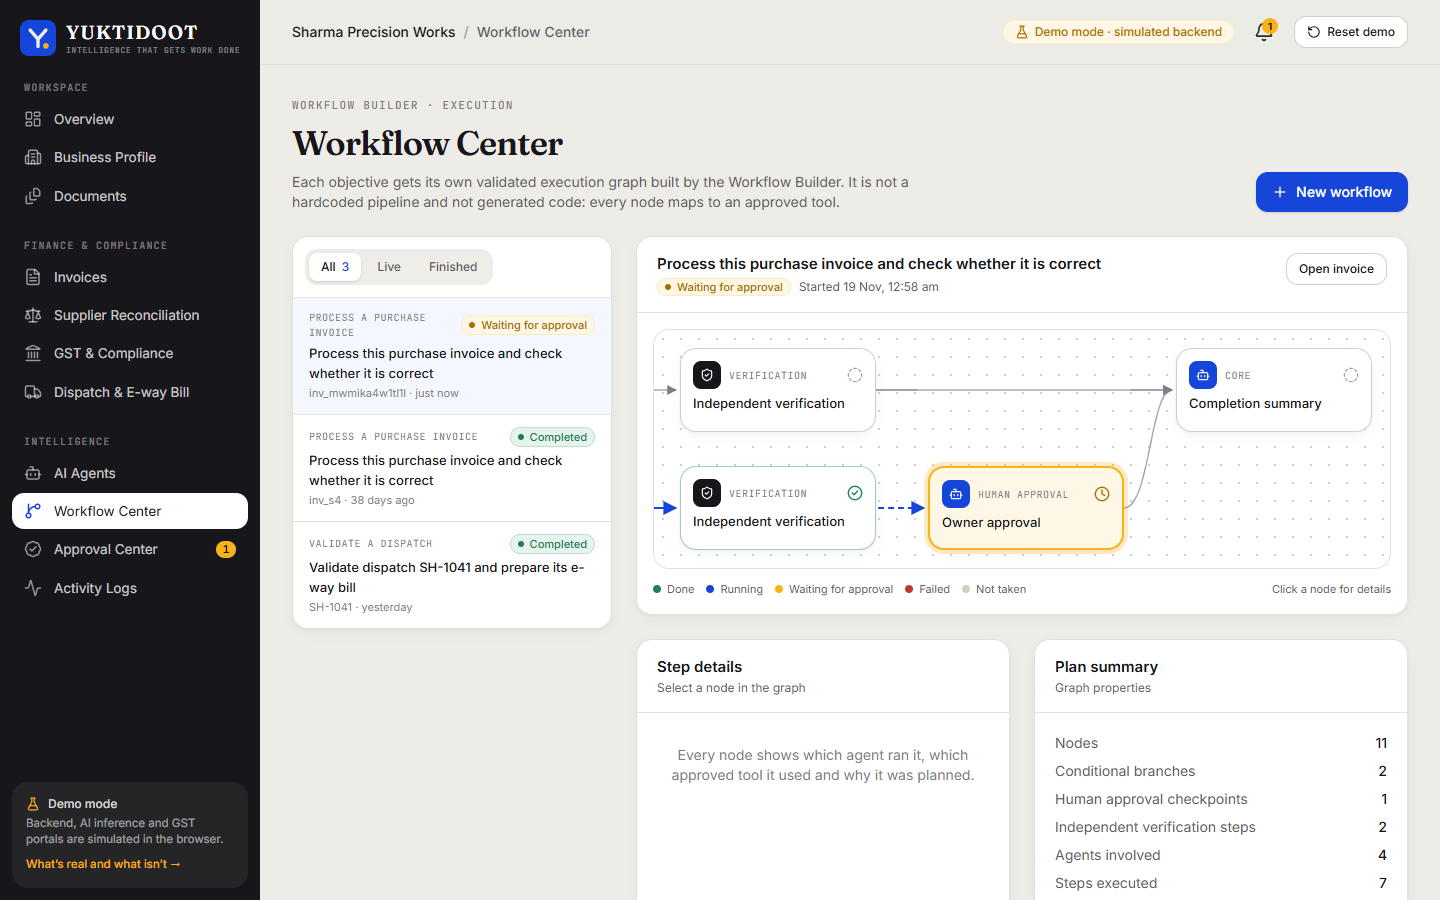 YUKTIDOOT
INTELLIGENCE THAT GETS WORK DONE
WORKSPACE
Overview
Business Profile
Documents
FINANCE & COMPLIANCE
Invoices
Supplier Reconciliation
GST & Compliance
Dispatch & E-way Bill
INTELLIGENCE
AI Agents
Workflow Center
Approval Center 1
Activity Logs
Demo mode
Backend, AI inference and GST
portals are simulated in the browser.
What's real and what isn't →
Sharma Precision Works / Workflow Center
Demo mode · simulated backend
1
Reset demo
WORKFLOW BUILDER · EXECUTION
Workflow Center
Each objective gets its own validated execution graph built by the Workflow Builder. It is not a
hardcoded pipeline and not generated code: every node maps to an approved tool.
New workflow
All 3 Live Finished
PROCESS A PURCHASE
INVOICE
Waiting for approval
Process this purchase invoice and check
whether it is correct
inv_mwmika4w1tl1l · just now
PROCESS A PURCHASE INVOICE
Completed
Process this purchase invoice and check
whether it is correct
inv_s4 · 38 days ago
VALIDATE A DISPATCH
Completed
Validate dispatch SH-1041 and prepare its e-
way bill
SH-1041 · yesterday
Process this purchase invoice and check whether it is correct
Waiting for approval Started 19 Nov, 12:58 am
Open invoice
VERIFICATION
Independent verification
CORE
Completion summary
VERIFICATION
Independent verification
HUMAN APPROVAL
Owner approval
Done Running Waiting for approval Failed Not taken
Click a node for details
Step details
Select a node in the graph
Every node shows which agent ran it, which
approved tool it used and why it was planned.
Plan summary
Graph properties
Nodes 11
Conditional branches 2
Human approval checkpoints 1
Independent verification steps 2
Agents involved 4
Steps executed 7